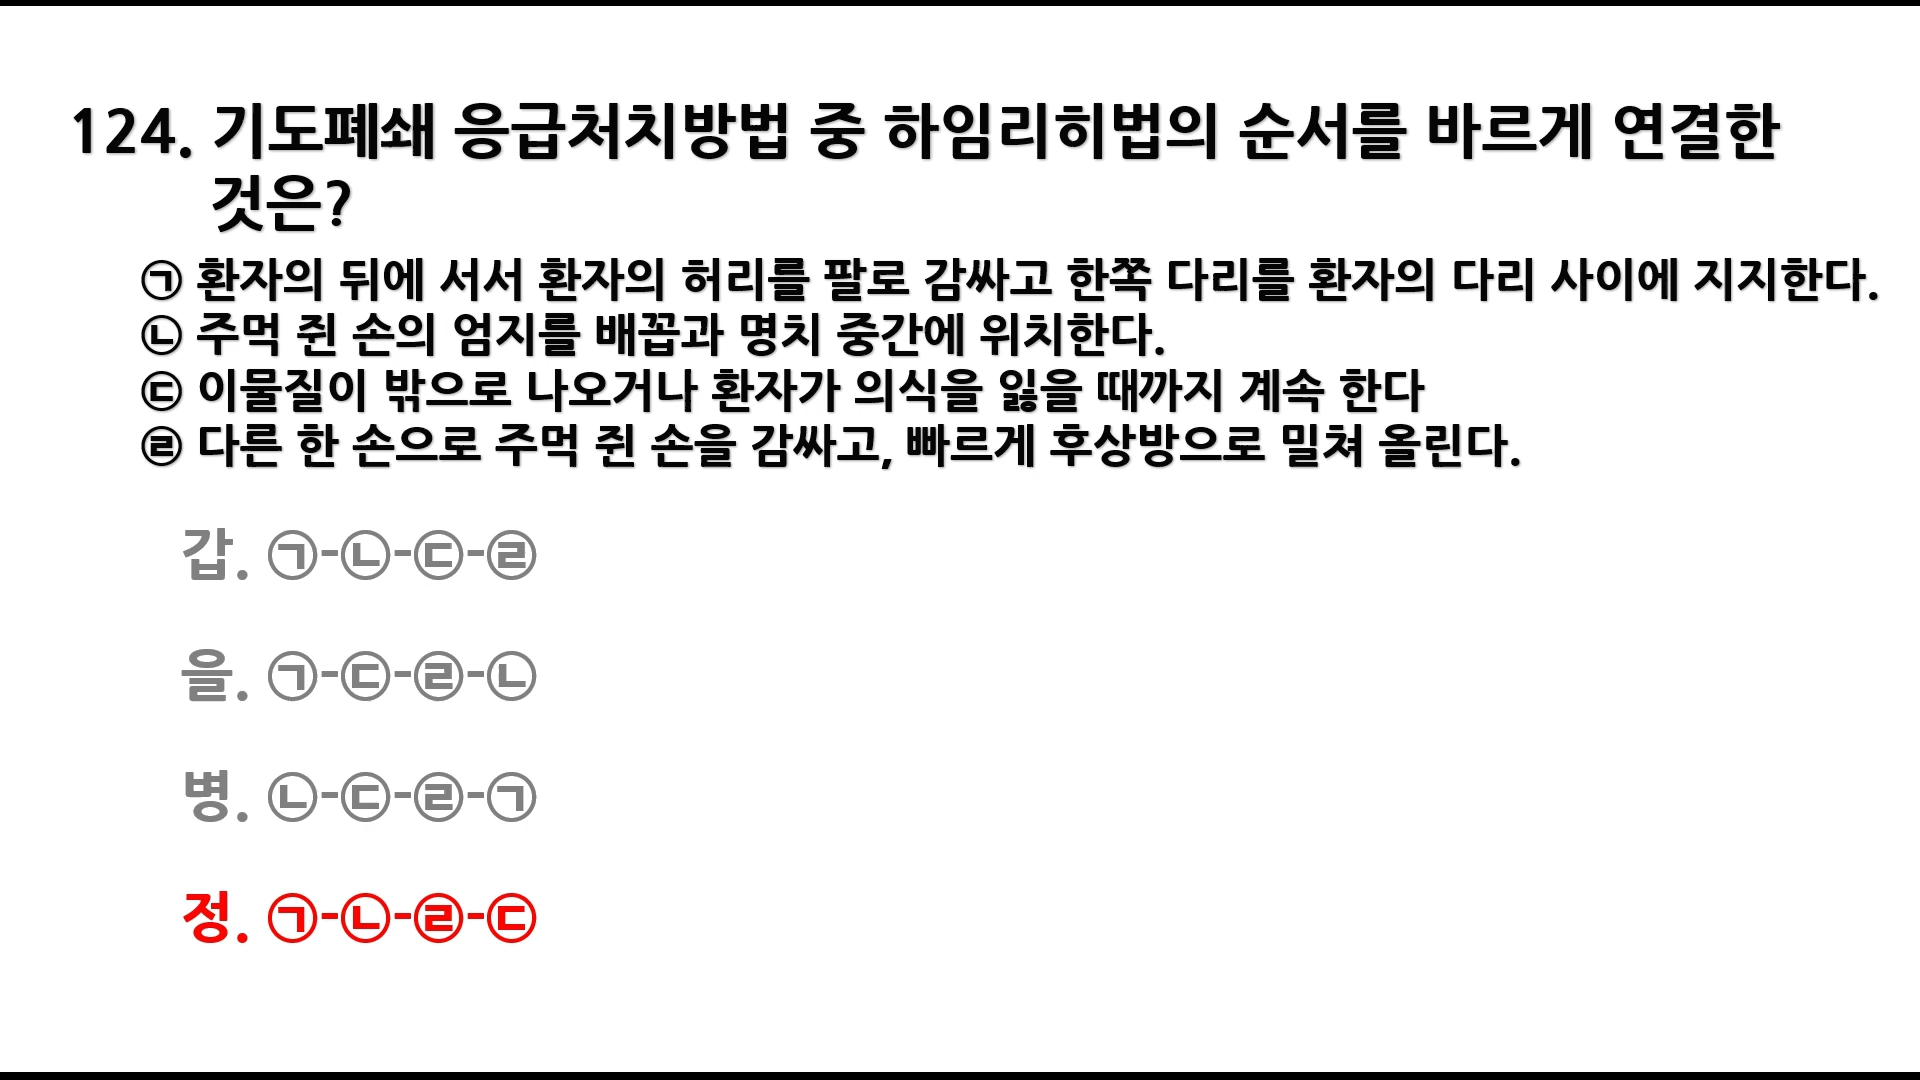 124. 기도폐쇄 응급처치방법 중 하임리히법의 순서를 바르게 연결한
것은?
㉠ 환자의 뒤에 서서 환자의 허리를 팔로 감싸고 한쪽 다리를 환자의 다리 사이에 지지한다.
㉡ 주먹 쥔 손의 엄지를 배꼽과 명치 중간에 위치한다.
㉢ 이물질이 밖으로 나오거나 환자가 의식을 잃을 때까지 계속 한다
㉣ 다른 한 손으로 주먹 쥔 손을 감싸고, 빠르게 후상방으로 밀쳐 올린다.
갑. ㉠-㉡-㉢-㉣
을. ㉠-㉢-㉣-㉡
병. ㉡-㉢-㉣-㉠
정. ㉠-㉡-㉣-㉢